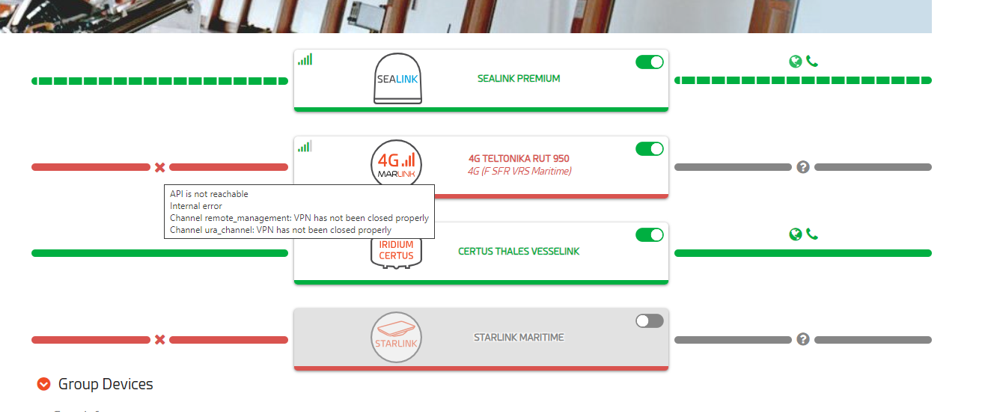 SEALINK
SEALINK PREMIUM
4G
MARLINK
4G TELTONIKA RUT 950
4G (F SFR VRS Maritime)
API is not reachable
Internal error
Channel remote_management: VPN has not been closed properly
Channel ura_channel: VPN has not been closed properly
IRIDIUM
CERTUS
CERTUS THALES VESSELINK
STARLINK
STARLINK MARITIME
Group Devices